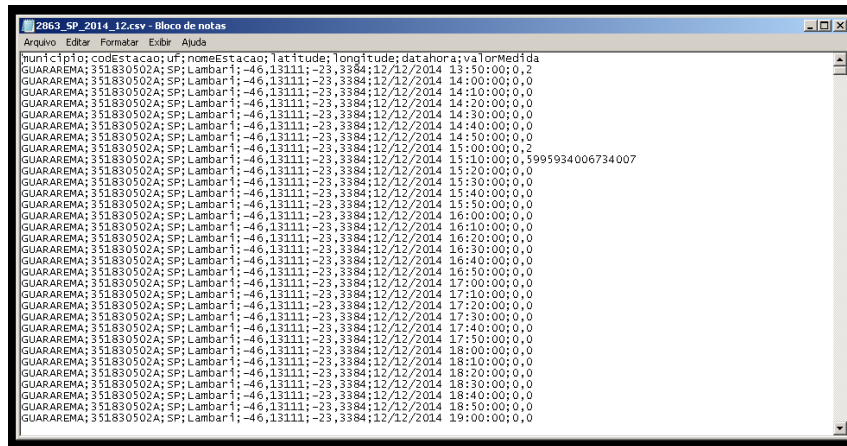 2863_SP_2014_12.csv - Bloco de notas
Arquivo Editar Formatar Exibir Ajuda
município;codEstacao;uf;nomeEstacao;latitude;longitude;datahora;valorMedida
GUARAREMA;351830502A;SP;Lambari;-46,13111;-23,3384;12/12/2014 13:50:00;0,2
GUARAREMA;351830502A;SP;Lambari;-46,13111;-23,3384;12/12/2014 14:00:00;0,0
GUARAREMA;351830502A;SP;Lambari;-46,13111;-23,3384;12/12/2014 14:10:00;0,0
GUARAREMA;351830502A;SP;Lambari;-46,13111;-23,3384;12/12/2014 14:20:00;0,0
GUARAREMA;351830502A;SP;Lambari;-46,13111;-23,3384;12/12/2014 14:30:00;0,0
GUARAREMA;351830502A;SP;Lambari;-46,13111;-23,3384;12/12/2014 14:40:00;0,0
GUARAREMA;351830502A;SP;Lambari;-46,13111;-23,3384;12/12/2014 14:50:00;0,0
GUARAREMA;351830502A;SP;Lambari;-46,13111;-23,3384;12/12/2014 15:00:00;0,2
GUARAREMA;351830502A;SP;Lambari;-46,13111;-23,3384;12/12/2014 15:10:00;0,5995934006734007
GUARAREMA;351830502A;SP;Lambari;-46,13111;-23,3384;12/12/2014 15:20:00;0,0
GUARAREMA;351830502A;SP;Lambari;-46,13111;-23,3384;12/12/2014 15:30:00;0,0
GUARAREMA;351830502A;SP;Lambari;-46,13111;-23,3384;12/12/2014 15:40:00;0,0
GUARAREMA;351830502A;SP;Lambari;-46,13111;-23,3384;12/12/2014 15:50:00;0,0
GUARAREMA;351830502A;SP;Lambari;-46,13111;-23,3384;12/12/2014 16:00:00;0,0
GUARAREMA;351830502A;SP;Lambari;-46,13111;-23,3384;12/12/2014 16:10:00;0,0
GUARAREMA;351830502A;SP;Lambari;-46,13111;-23,3384;12/12/2014 16:20:00;0,0
GUARAREMA;351830502A;SP;Lambari;-46,13111;-23,3384;12/12/2014 16:30:00;0,0
GUARAREMA;351830502A;SP;Lambari;-46,13111;-23,3384;12/12/2014 16:40:00;0,0
GUARAREMA;351830502A;SP;Lambari;-46,13111;-23,3384;12/12/2014 16:50:00;0,0
GUARAREMA;351830502A;SP;Lambari;-46,13111;-23,3384;12/12/2014 17:00:00;0,0
GUARAREMA;351830502A;SP;Lambari;-46,13111;-23,3384;12/12/2014 17:10:00;0,0
GUARAREMA;351830502A;SP;Lambari;-46,13111;-23,3384;12/12/2014 17:20:00;0,0
GUARAREMA;351830502A;SP;Lambari;-46,13111;-23,3384;12/12/2014 17:30:00;0,0
GUARAREMA;351830502A;SP;Lambari;-46,13111;-23,3384;12/12/2014 17:40:00;0,0
GUARAREMA;351830502A;SP;Lambari;-46,13111;-23,3384;12/12/2014 17:50:00;0,0
GUARAREMA;351830502A;SP;Lambari;-46,13111;-23,3384;12/12/2014 18:00:00;0,0
GUARAREMA;351830502A;SP;Lambari;-46,13111;-23,3384;12/12/2014 18:10:00;0,0
GUARAREMA;351830502A;SP;Lambari;-46,13111;-23,3384;12/12/2014 18:20:00;0,0
GUARAREMA;351830502A;SP;Lambari;-46,13111;-23,3384;12/12/2014 18:30:00;0,0
GUARAREMA;351830502A;SP;Lambari;-46,13111;-23,3384;12/12/2014 18:40:00;0,0
GUARAREMA;351830502A;SP;Lambari;-46,13111;-23,3384;12/12/2014 18:50:00;0,0
GUARAREMA;351830502A;SP;Lambari;-46,13111;-23,3384;12/12/2014 19:00:00;0,0